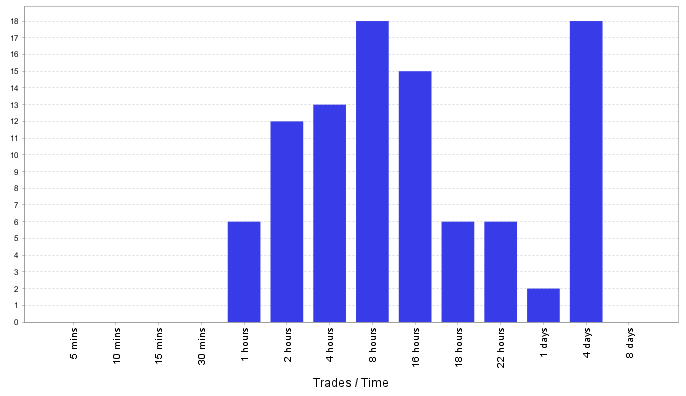 18
17
16
15
14
13
12
11
10
9
8
7
6
5
4
3
2
1
0
5 mins
10 mins
15 mins
30 mins
1 hours
2 hours
4 hours
8 hours
16 hours
18 hours
22 hours
1 days
4 days
8 days
Trades / Time